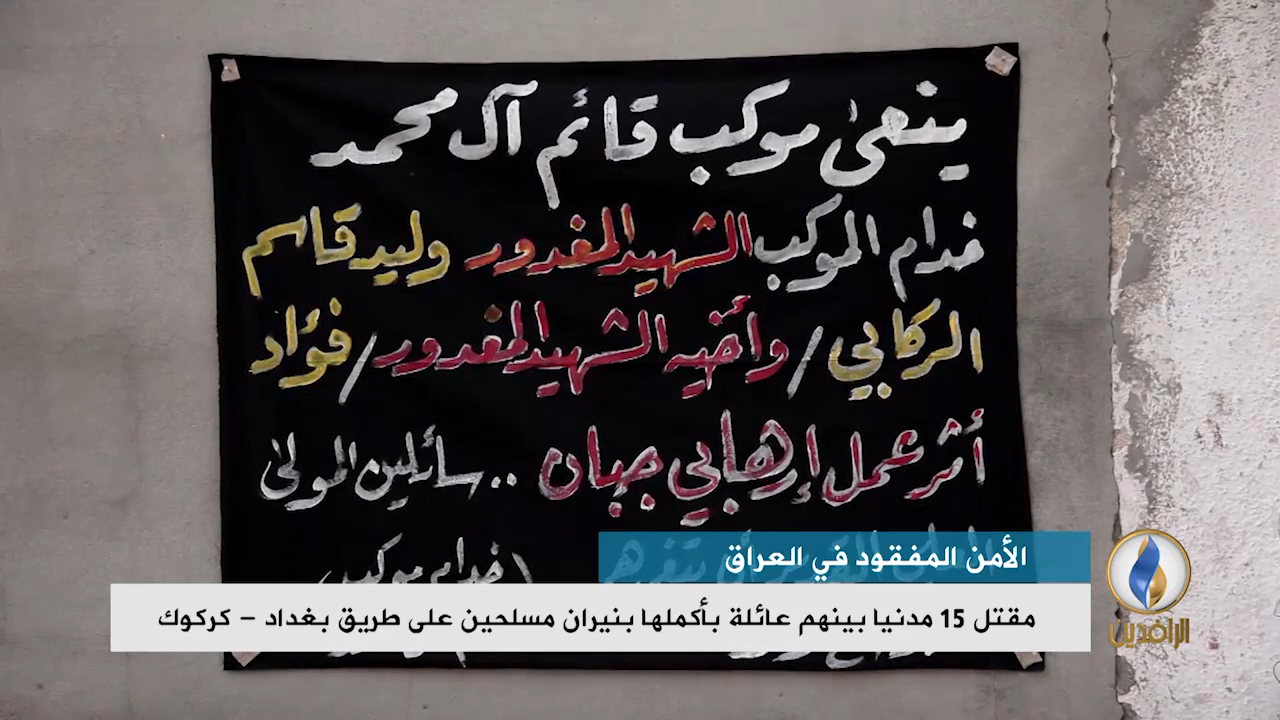 ينعى موكب قائم آل محمد
خدام الموكب الشهيد المغدور وليد قاسم
الركابي / وأخيه الشهيد المغدور / فؤاد
أثر عمل إرهابي جبان .. سائلين المولى
خدام موكب
الأمن المفقود في العراق
مقتل 15 مدنيا بينهم عائلة بأكملها بنيران مسلحين على طريق بغداد – كركوك
الرافدين